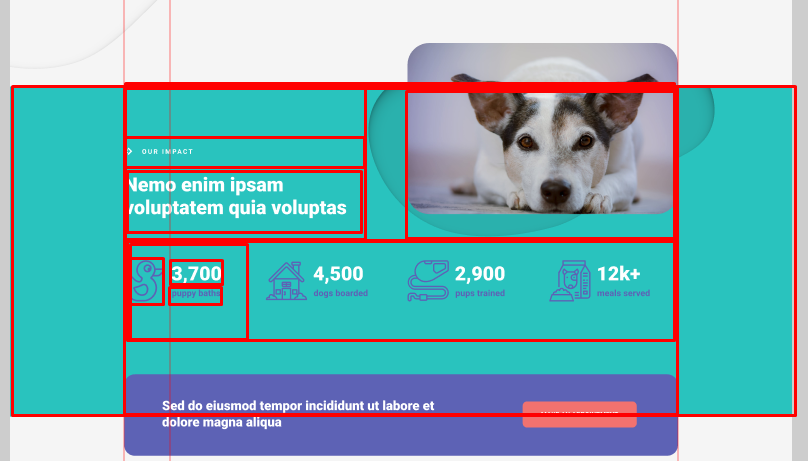 OUR IMPACT
Nemo enim ipsam
voluptatem quia voluptas
3,700
puppy baths
4,500
dogs boarded
2,900
pups trained
12k+
meals served
Sed do eiusmod tempor incididunt ut labore et
dolore magna aliqua